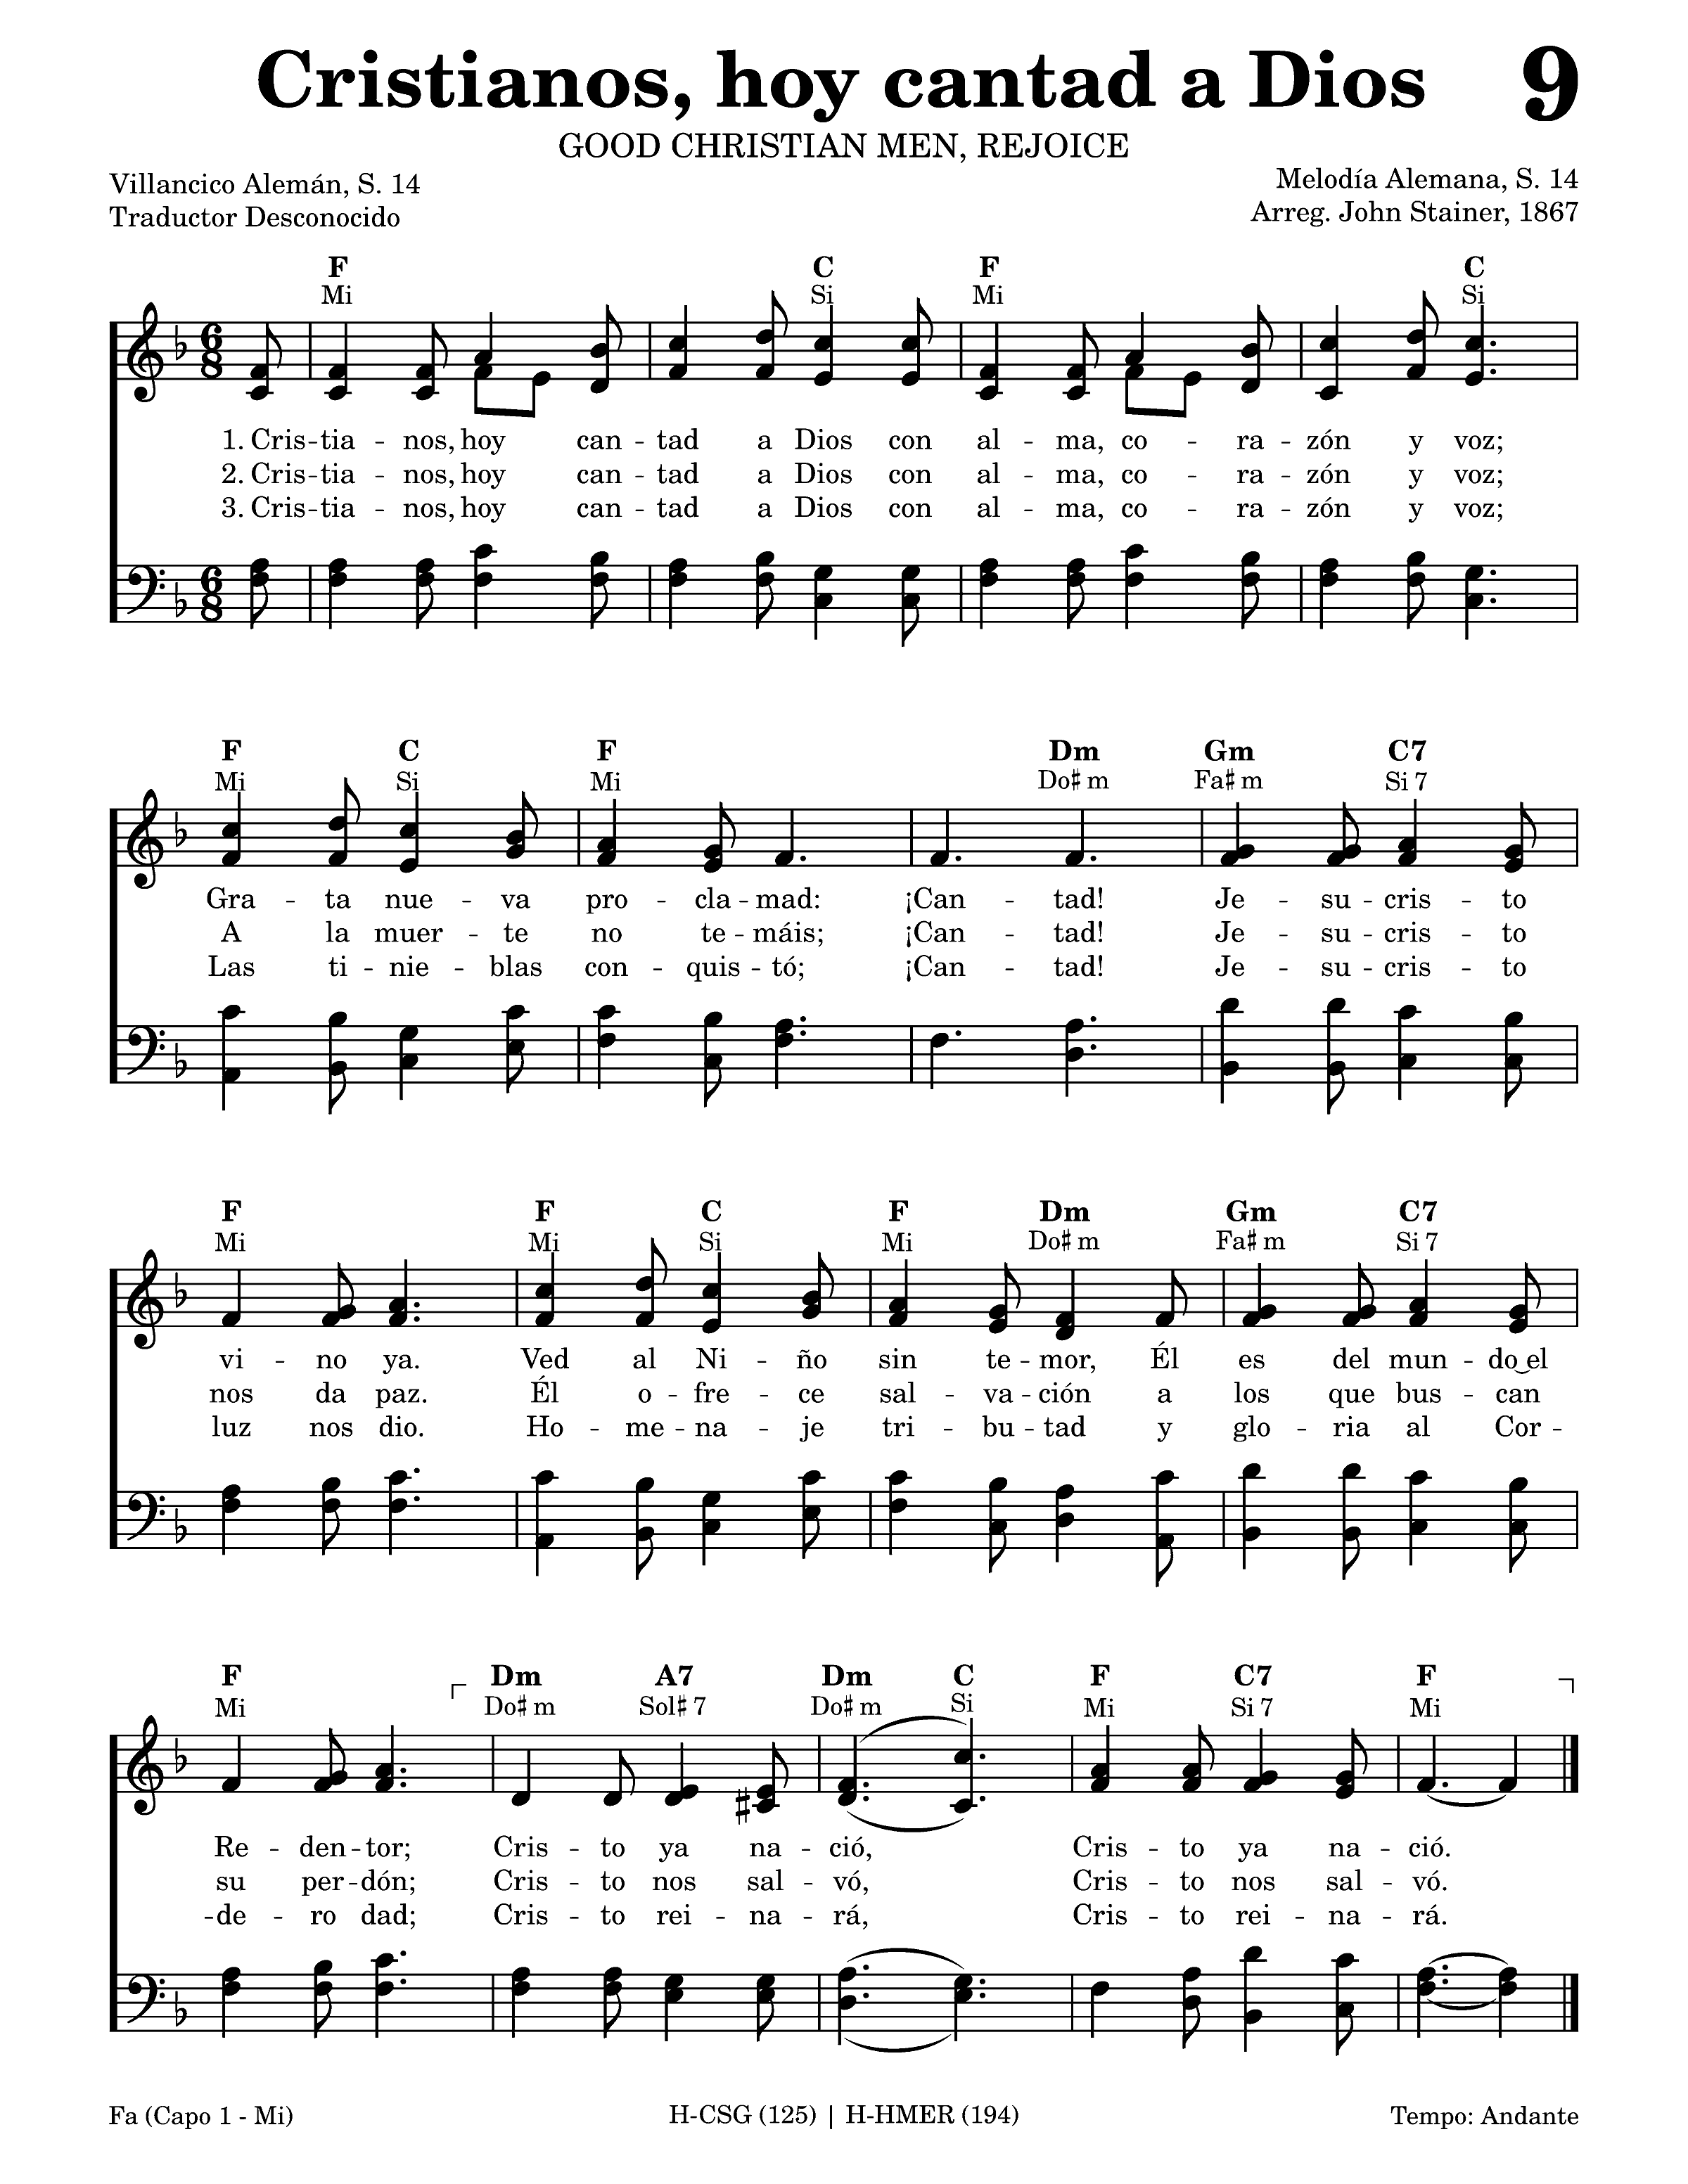 Cristianos, hoy cantad a Dios 9
GOOD CHRISTIAN MEN, REJOICE
Villancico Alemán, S. 14
Traductor Desconocido
Melodía Alemana, S. 14
Arreg. John Stainer, 1867
F C F C
Mi Si Mi Si
6 8
1. Cris -- tia -- nos, hoy can -- tad a Dios con al -- ma, co -- ra -- zón y voz;
2. Cris -- tia -- nos, hoy can -- tad a Dios con al -- ma, co -- ra -- zón y voz;
3. Cris -- tia -- nos, hoy can -- tad a Dios con al -- ma, co -- ra -- zón y voz;
6 8
F C F Dm Gm C7
Mi Si Mi Do♯ m Fa♯ m Si 7
Gra -- ta nue -- va pro -- cla -- mad: ¡Can -- tad! Je -- su -- cris -- to
A la muer -- te no te -- máis; ¡Can -- tad! Je -- su -- cris -- to
Las ti -- nie -- blas con -- quis -- tó; ¡Can -- tad! Je -- su -- cris -- to
F F C F Dm Gm C7
Mi Mi Si Mi Do♯ m Fa♯ m Si 7
vi -- no ya. Ved al Ni -- ño sin te -- mor, Él es del mun -- do‿el
nos da paz. Él o -- fre -- ce sal -- va -- ción a los que bus -- can
luz nos dio. Ho -- me -- na -- je tri -- bu -- tad y glo -- ria al Cor --
F Dm A7 Dm C F C7 F
Mi Do♯ m Sol♯ 7 Do♯ m Si Mi Si 7 Mi
Re -- den -- tor; Cris -- to ya na -- ció, Cris -- to ya na -- ció.
su per -- dón; Cris -- to nos sal -- vó, Cris -- to nos sal -- vó.
-- de -- ro dad; Cris -- to rei -- na -- rá, Cris -- to rei -- na -- rá.
Fa (Capo 1 - Mi) H-CSG (125) | H-HMER (194) Tempo: Andante